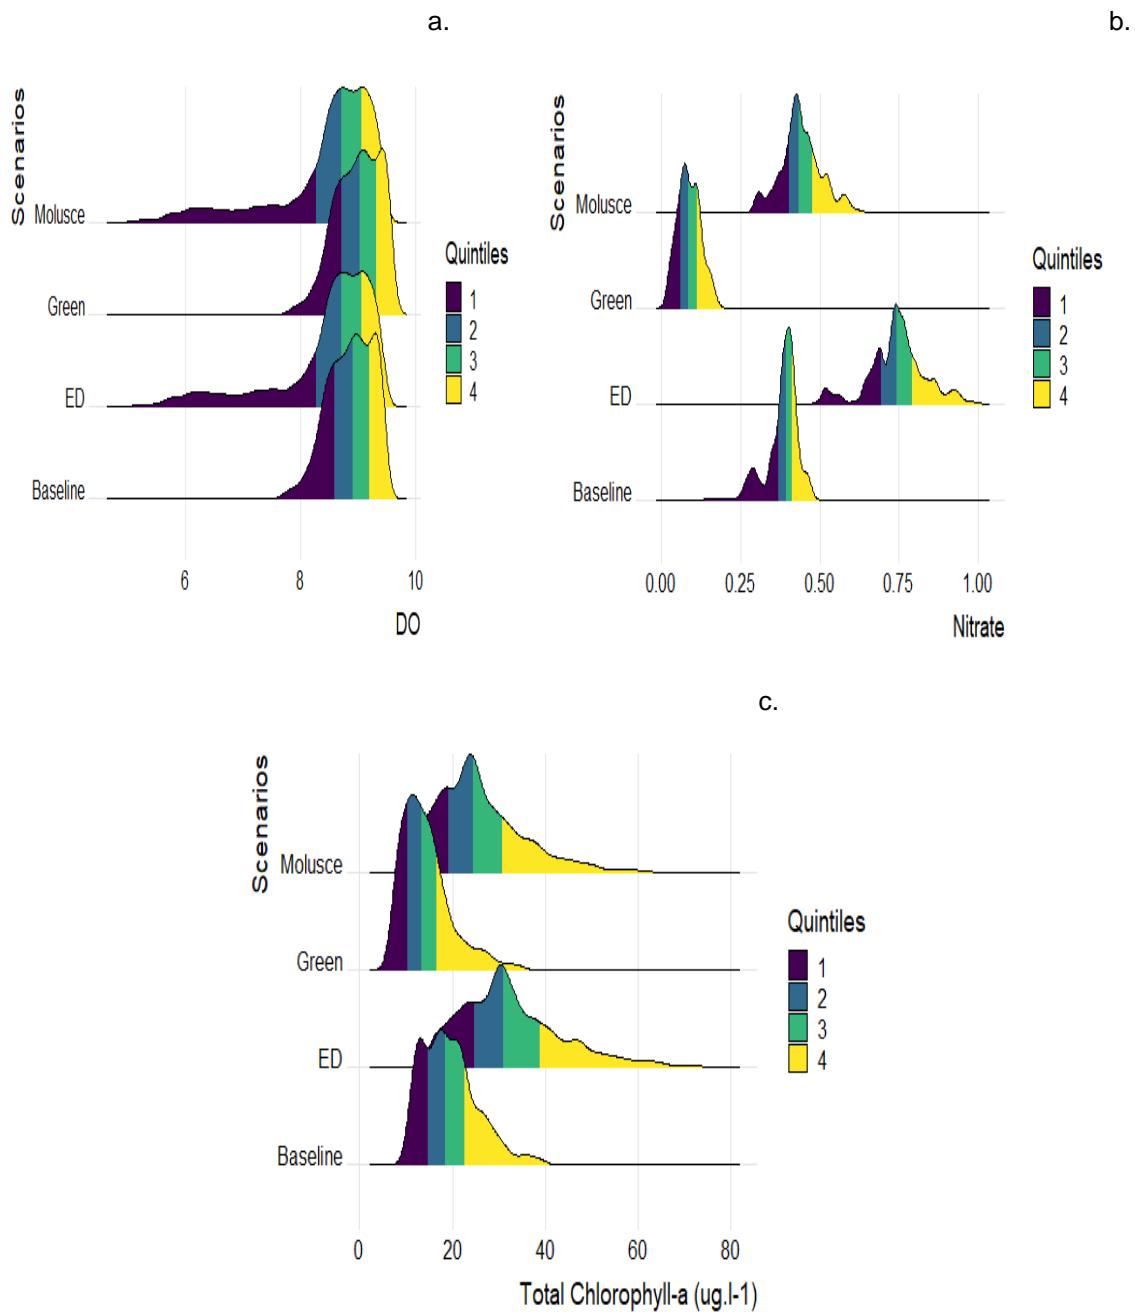 a.
Scenarios
Molusce
Green
ED
Baseline
6 8 10
DO
Quintiles
1
2
3
4
b.
Scenarios
Molusce
Green
ED
Baseline
0.00 0.25 0.50 0.75 1.00
Nitrate
Quintiles
1
2
3
4
c.
Scenarios
Molusce
Green
ED
Baseline
0 20 40 60 80
Total Chlorophyll-a (ug.l-1)
Quintiles
1
2
3
4